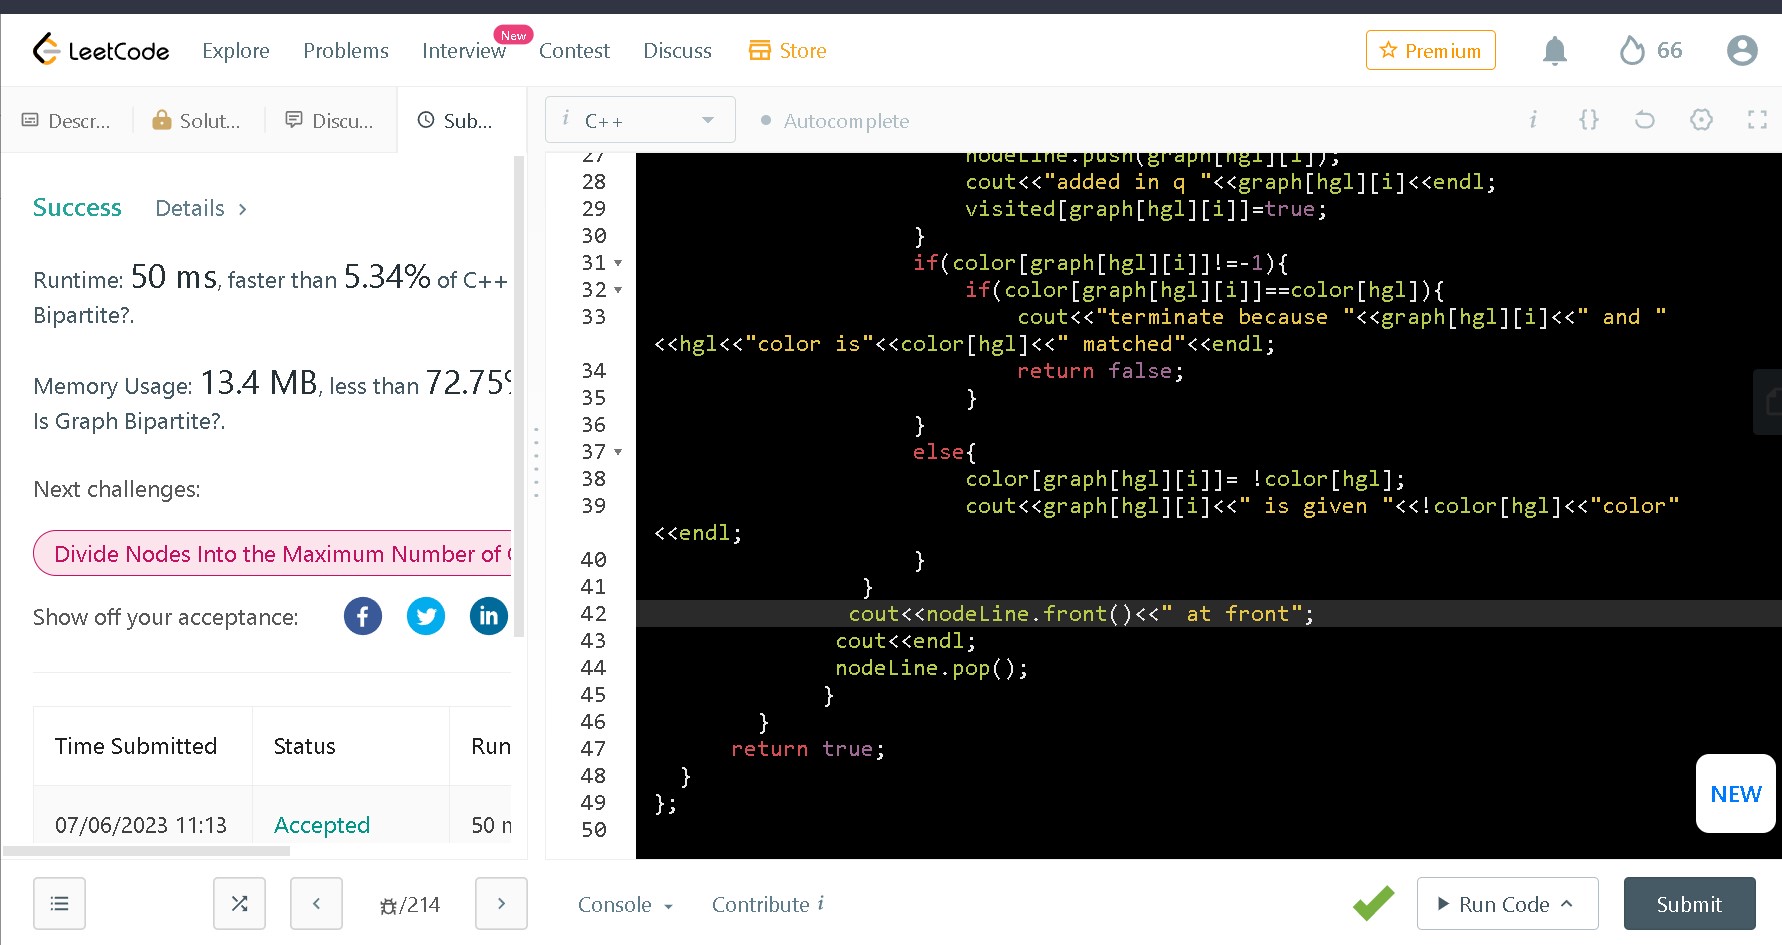 LeetCode Explore Problems Interview New Contest Discuss Store Premium 66
Descr... Solut... Discu... Sub...
i C++ Autocomplete i {}
Success Details >
Runtime: 50 ms, faster than 5.34% of C++
Bipartite?.
Memory Usage: 13.4 MB, less than 72.75%
Is Graph Bipartite?.
Next challenges:
Divide Nodes Into the Maximum Number of
Show off your acceptance:
Time Submitted Status Run
07/06/2023 11:13 Accepted 50 m
27 nodeLine.push(graph[hgl][i]);
28 cout<<"added in q "<<graph[hgl][i]<<endl;
29 visited[graph[hgl][i]]=true;
30 }
31 if(color[graph[hgl][i]]!=-1){
32 if(color[graph[hgl][i]]==color[hgl]){
33 cout<<"terminate because "<<graph[hgl][i]<<" and "
<<hgl<<"color is"<<color[hgl]<<" matched"<<endl;
34 return false;
35 }
36 }
37 else{
38 color[graph[hgl][i]]= !color[hgl];
39 cout<<graph[hgl][i]<<" is given "<<!color[hgl]<<"color"
<<endl;
40 }
41 }
42 cout<<nodeLine.front()<<" at front";
43 cout<<endl;
44 nodeLine.pop();
45 }
46 }
47 return true;
48 }
49 };
50
NEW
/214
Console Contribute i Run Code Submit